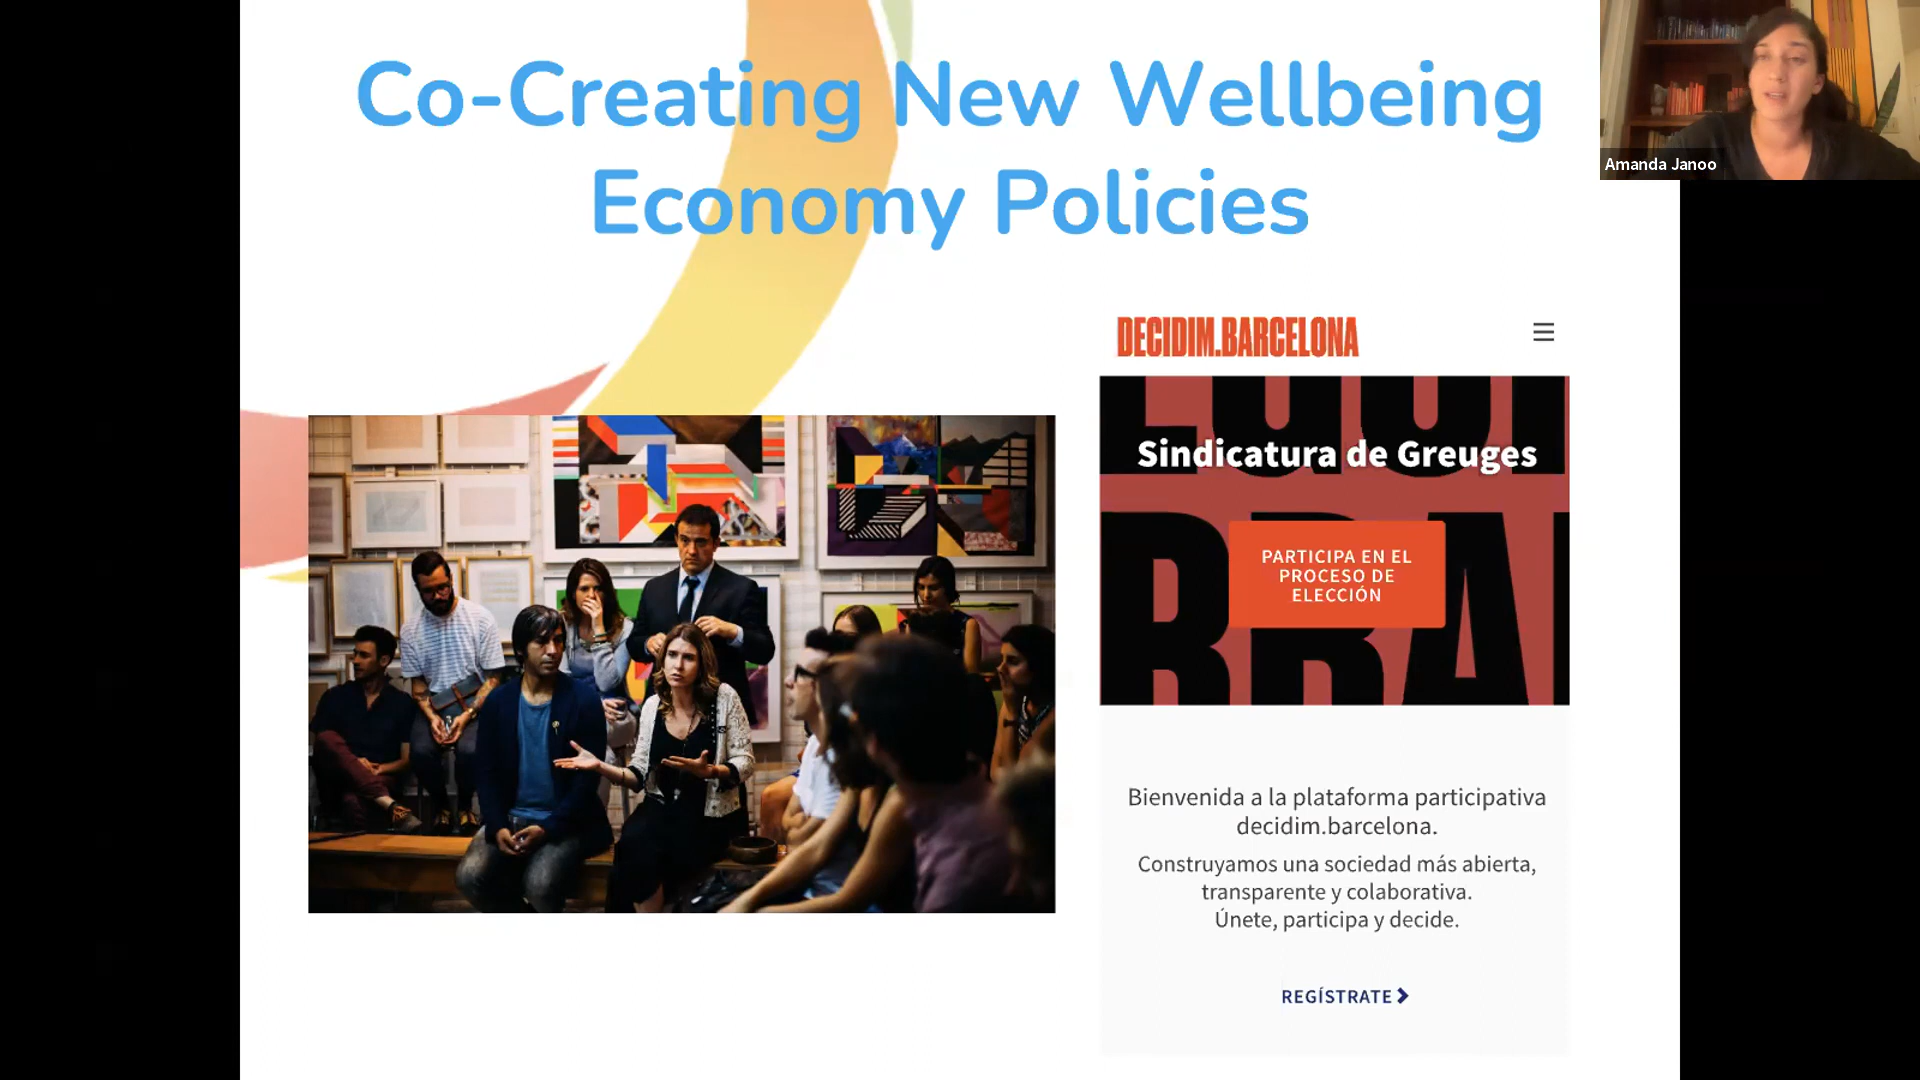 Co-Creating New Wellbeing
Economy Policies
Amanda Janoo
DECIDIM.BARCELONA
Sindicatura de Greuges
PARTICIPA EN EL
PROCESO DE
ELECCIÓN
Bienvenida a la plataforma participativa
decidim.barcelona.
Construyamos una sociedad más abierta,
transparente y colaborativa.
Únete, participa y decide.
REGÍSTRATE